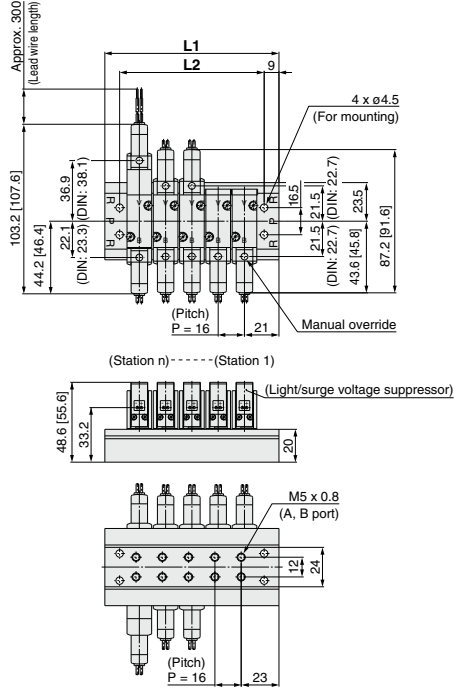 Approx. 300
(Lead wire length)
L1
L2
9
4 x ø4.5
(For mounting)
103.2 [107.6]
44.2 [46.4]
36.9
(DIN: 38.1)
22.1
(DIN: 23.3)
R
P
R
V
V
V
V
V
B
B
B
B
B
R
P
R
16.5
21.5
(DIN: 22.7)
21.5
(DIN: 22.7)
23.5
43.6 [45.8]
87.2 [91.6]
(Pitch)
P = 16
21
Manual override
(Station n)
(Station 1)
(Light/surge voltage suppressor)
48.6 [55.6]
33.2
20
M5 x 0.8
(A, B port)
12
24
(Pitch)
P = 16
23